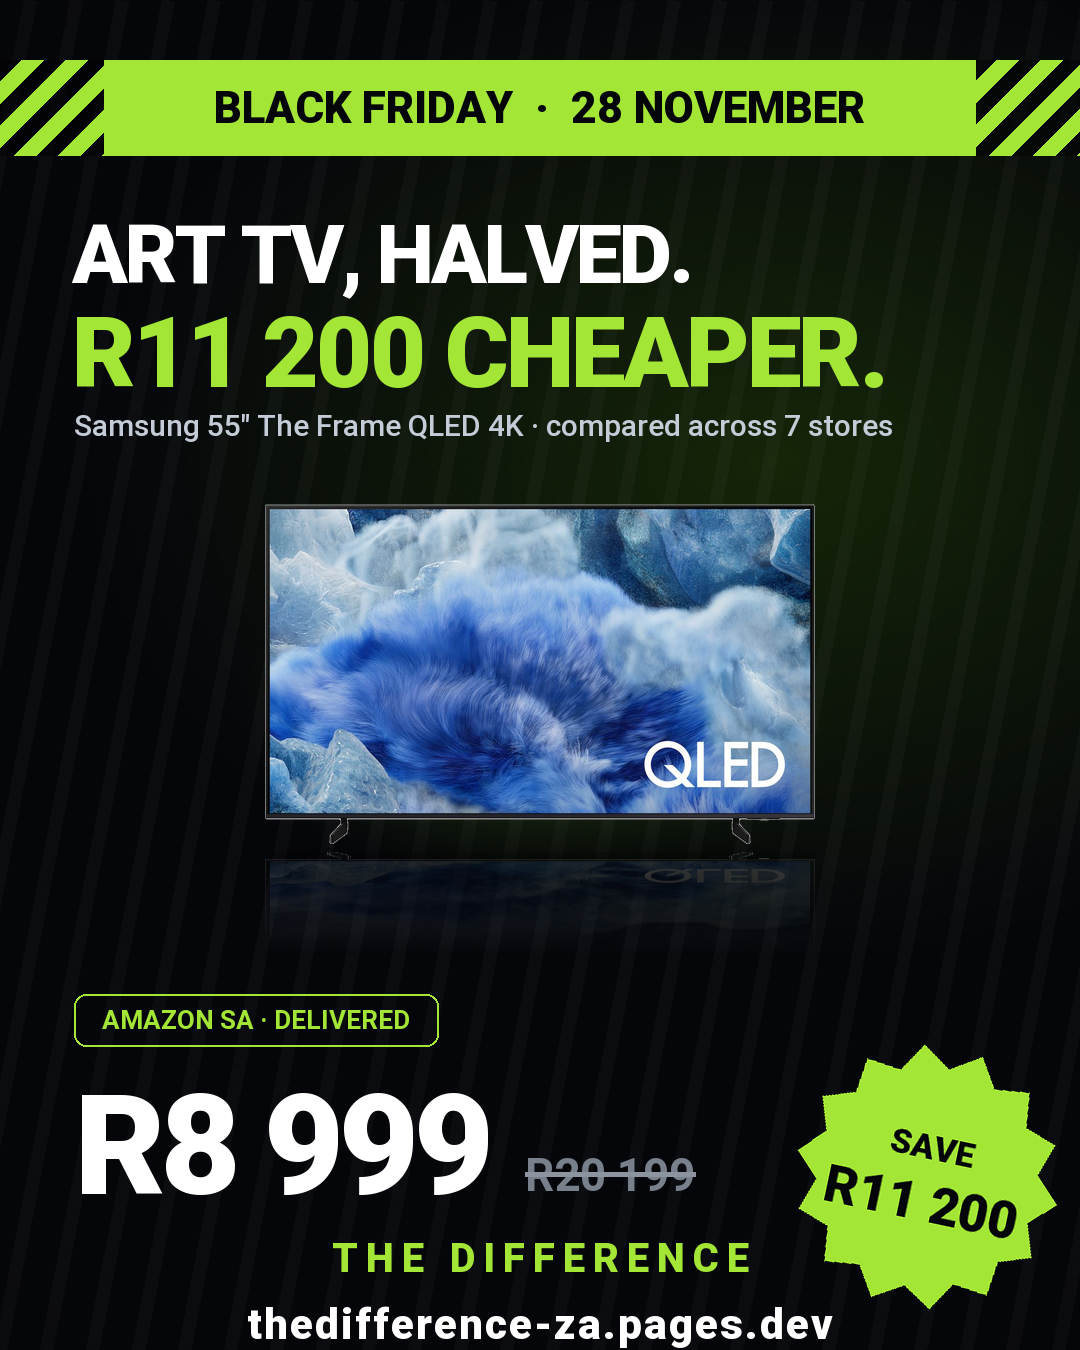 BLACK FRIDAY · 28 NOVEMBER
ART TV, HALVED.
R11 200 CHEAPER.
Samsung 55" The Frame QLED 4K · compared across 7 stores
QLED
AMAZON SA · DELIVERED
R8 999 R20 199
SAVE
R11 200
THE DIFFERENCE
thedifference-za.pages.dev